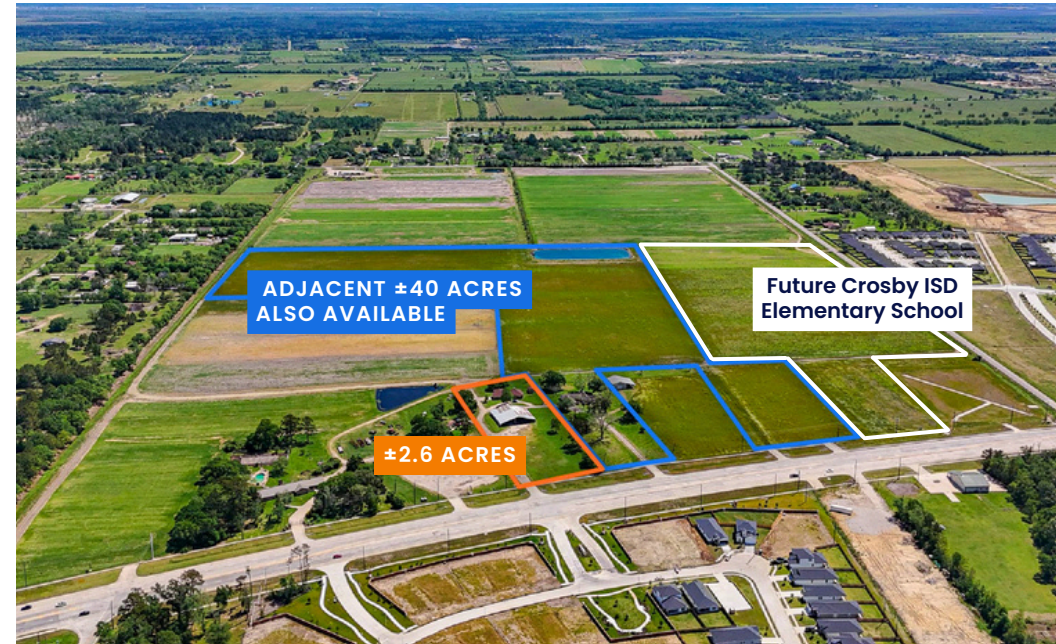 ADJACENT ±40 ACRES
ALSO AVAILABLE
Future Crosby ISD
Elementary School
±2.6 ACRES